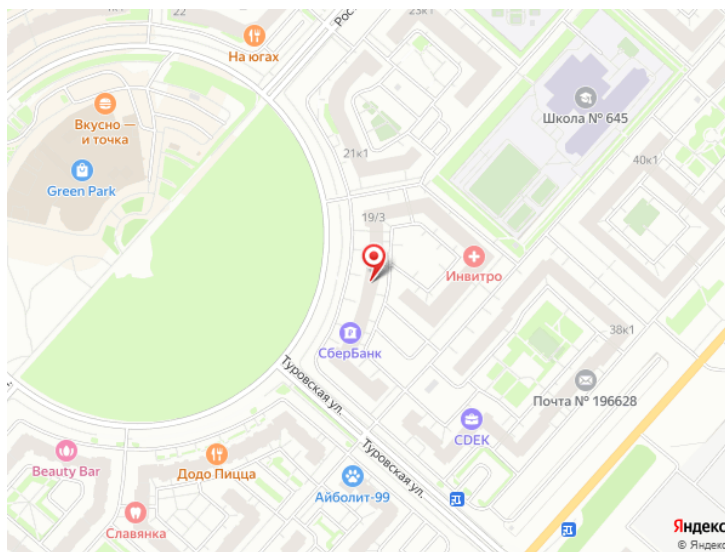 22
23к1
На югах
Рос
Вкусно —
и точка
Green Park
Школа № 645
21к1
40к1
19/3
Инвитро
СберБанк
38к1
Туровская ул.
Почта № 196628
CDEK
Туровская ул.
Beauty Bar
Додо Пицца
Айболит-99
Славянка
Яндекс
© Яндекс